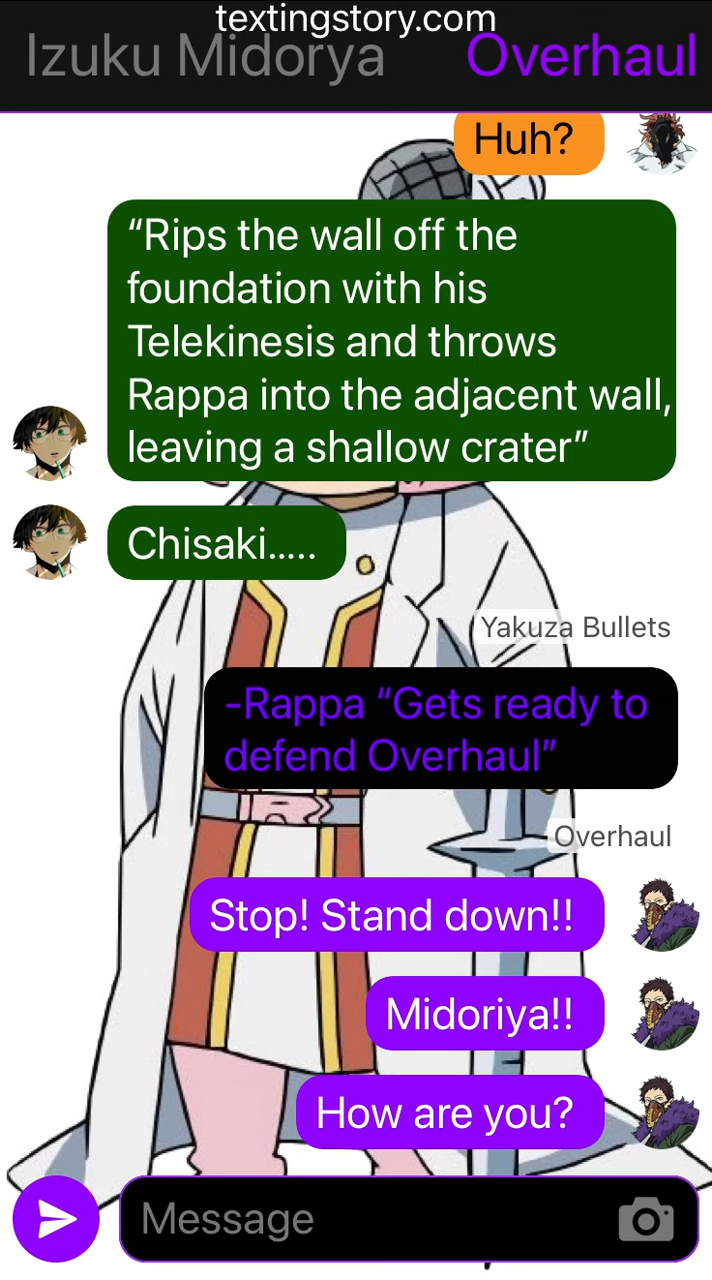 textingstory.com
Izuku Midorya
Overhaul
Huh?
“Rips the wall off the
foundation with his
Telekinesis and throws
Rappa into the adjacent wall,
leaving a shallow crater”
Chisaki.....
Yakuza Bullets
-Rappa “Gets ready to
defend Overhaul”
Overhaul
Stop! Stand down!!
Midoriya!!
How are you?
Message